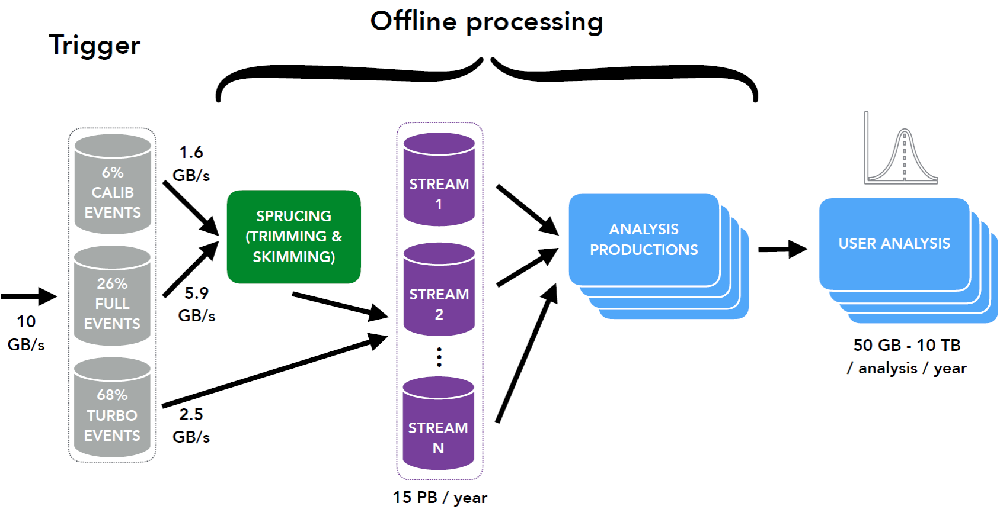 Offline processing
Trigger
10
GB/s
6%
CALIB
EVENTS
26%
FULL
EVENTS
68%
TURBO
EVENTS
1.6
GB/s
5.9
GB/s
2.5
GB/s
SPRUCING
(TRIMMING &
SKIMMING)
STREAM
1
STREAM
2
STREAM
N
15 PB / year
ANALYSIS
PRODUCTIONS
USER ANALYSIS
50 GB - 10 TB
/ analysis / year